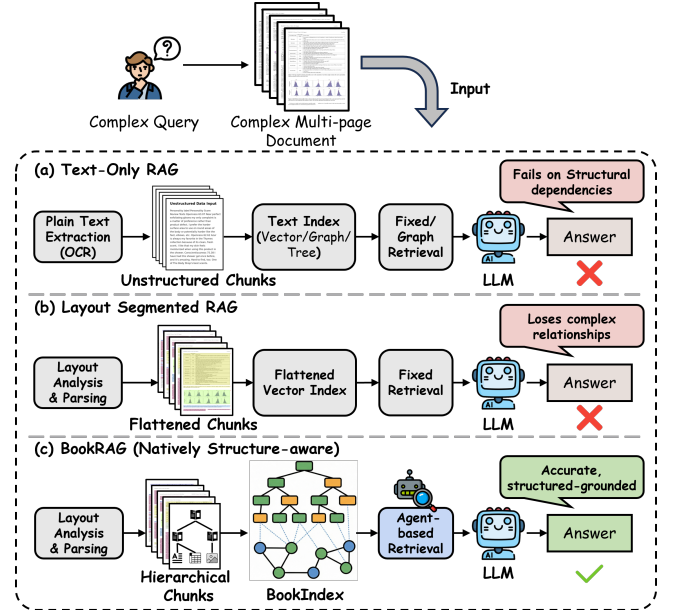 ?
Complex Query
Complex Multi-page
Document
Input
(a) Text-Only RAG
Plain Text
Extraction
(OCR)
Unstructured Data Input
Unstructured Chunks
Text Index
(Vector/Graph/
Tree)
Fixed/
Graph
Retrieval
AI
LLM
Fails on Structural
dependencies
Answer
(b) Layout Segmented RAG
Layout
Analysis
& Parsing
Flattened Chunks
Flattened
Vector Index
Fixed
Retrieval
AI
LLM
Loses complex
relationships
Answer
(c) BookRAG (Natively Structure-aware)
Layout
Analysis
& Parsing
Hierarchical
Chunks
BookIndex
Agent-
based
Retrieval
AI
LLM
Accurate,
structured-grounded
Answer